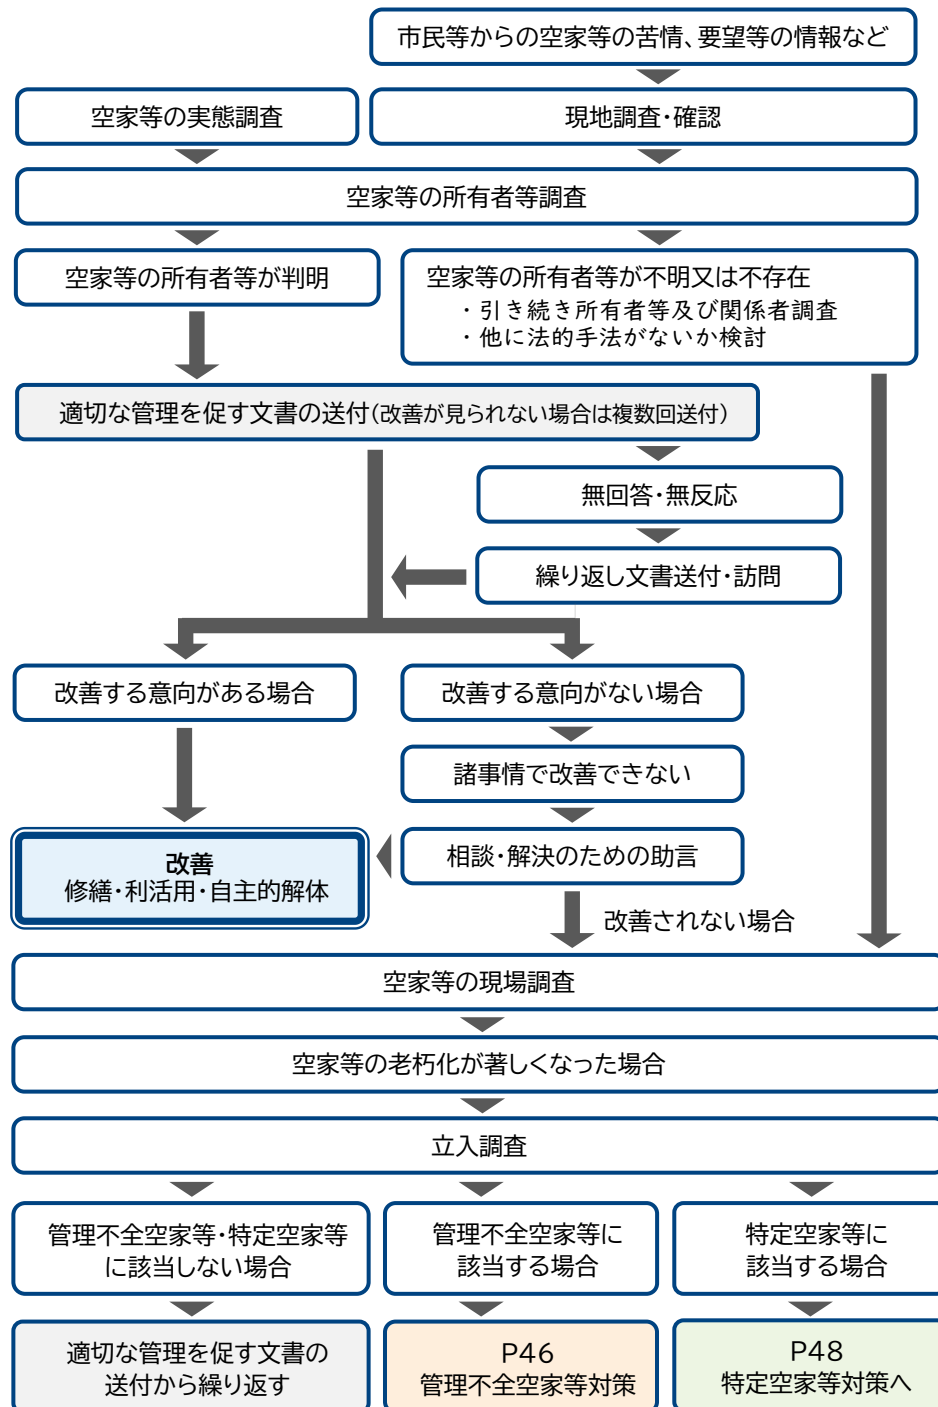 市民等からの空家等の苦情、要望等の情報など
空家等の実態調査
現地調査・確認
空家等の所有者等調査
空家等の所有者等が判明
空家等の所有者等が不明又は不存在
・引き続き所有者等及び関係者調査
・他に法的手法がないか検討
適切な管理を促す文書の送付(改善が見られない場合は複数回送付)
無回答・無反応
繰り返し文書送付・訪問
改善する意向がある場合
改善する意向がない場合
諸事情で改善できない
改善
修繕・利活用・自主的解体
相談・解決のための助言
改善されない場合
空家等の現場調査
空家等の老朽化が著しくなった場合
立入調査
管理不全空家等・特定空家等
に該当しない場合
管理不全空家等に
該当する場合
特定空家等に
該当する場合
適切な管理を促す文書の
送付から繰り返す
P46
管理不全空家等対策
P48
特定空家等対策へ